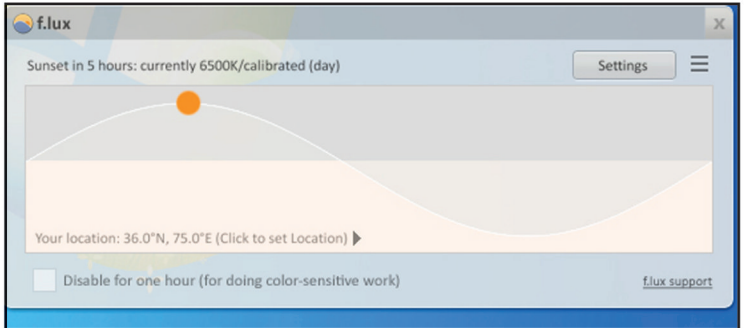 f.lux
x
Sunset in 5 hours: currently 6500K/calibrated (day)
Settings
Your location: 36.0°N, 75.0°E (Click to set Location)
Disable for one hour (for doing color-sensitive work)
f.lux support